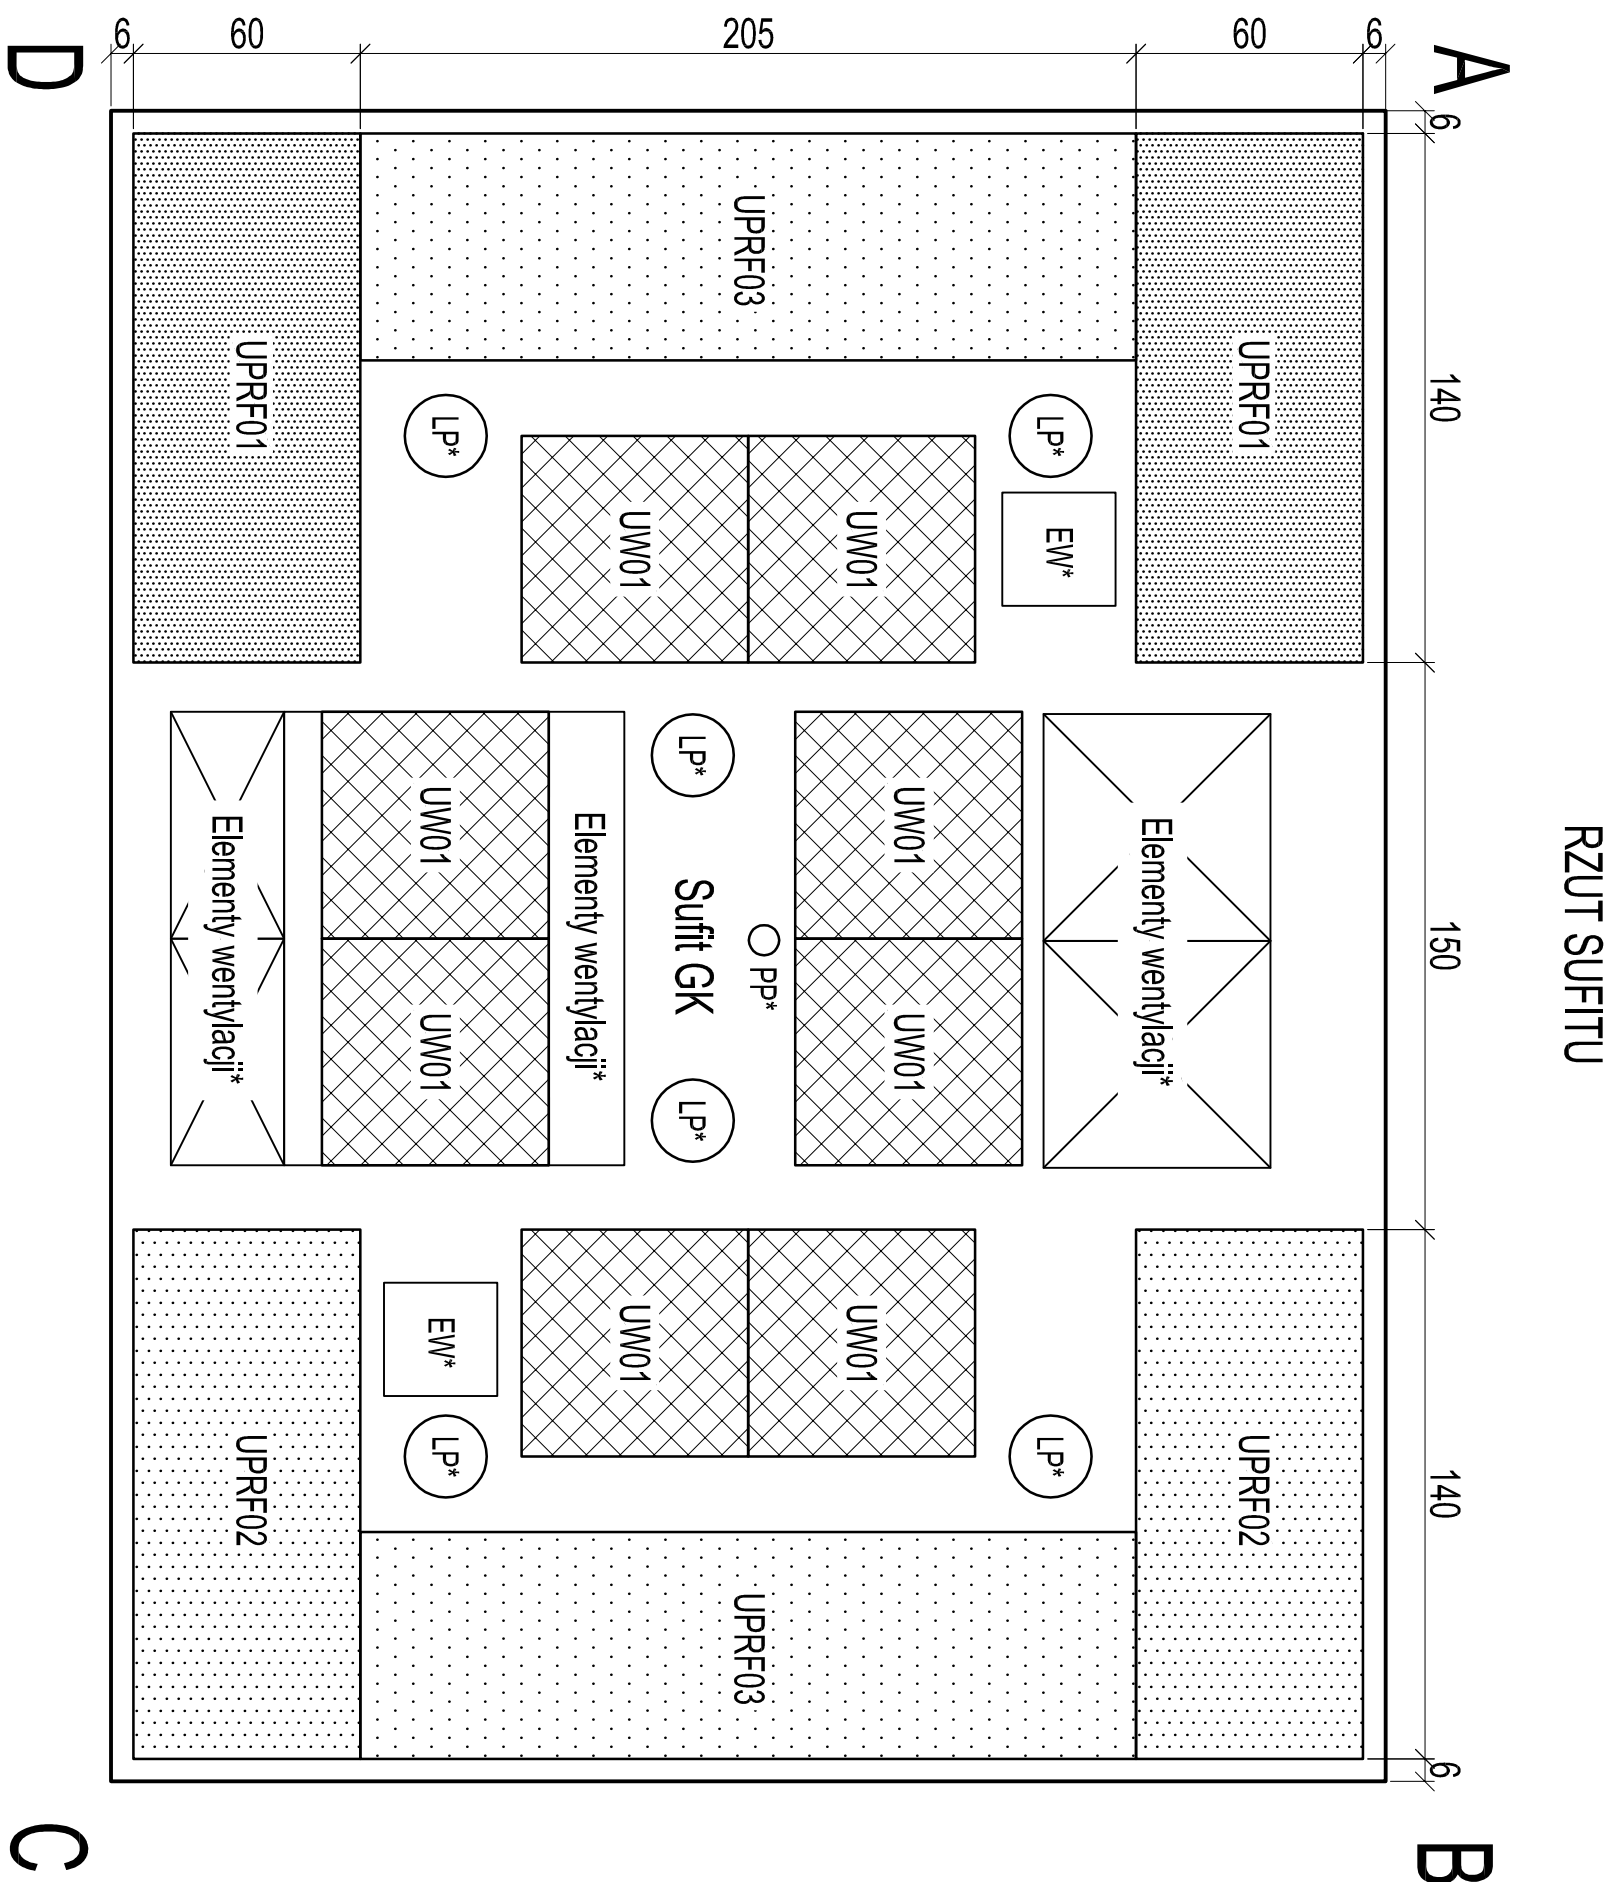 RZUT SUFITU
A
B
6
140
150
140
6
6
60
205
60
6
UPRF01
UPRF02
EW*
LP*
LP*
Elementy wentylacji*
UW01
UW01
UW01
UW01
UPRF03
PP*
UPRF03
Sufit GK
LP*
LP*
UW01
UW01
Elementy wentylacji*
UW01
UW01
LP*
EW*
LP*
UPRF01
Elementy wentylacji*
UPRF02
D
C